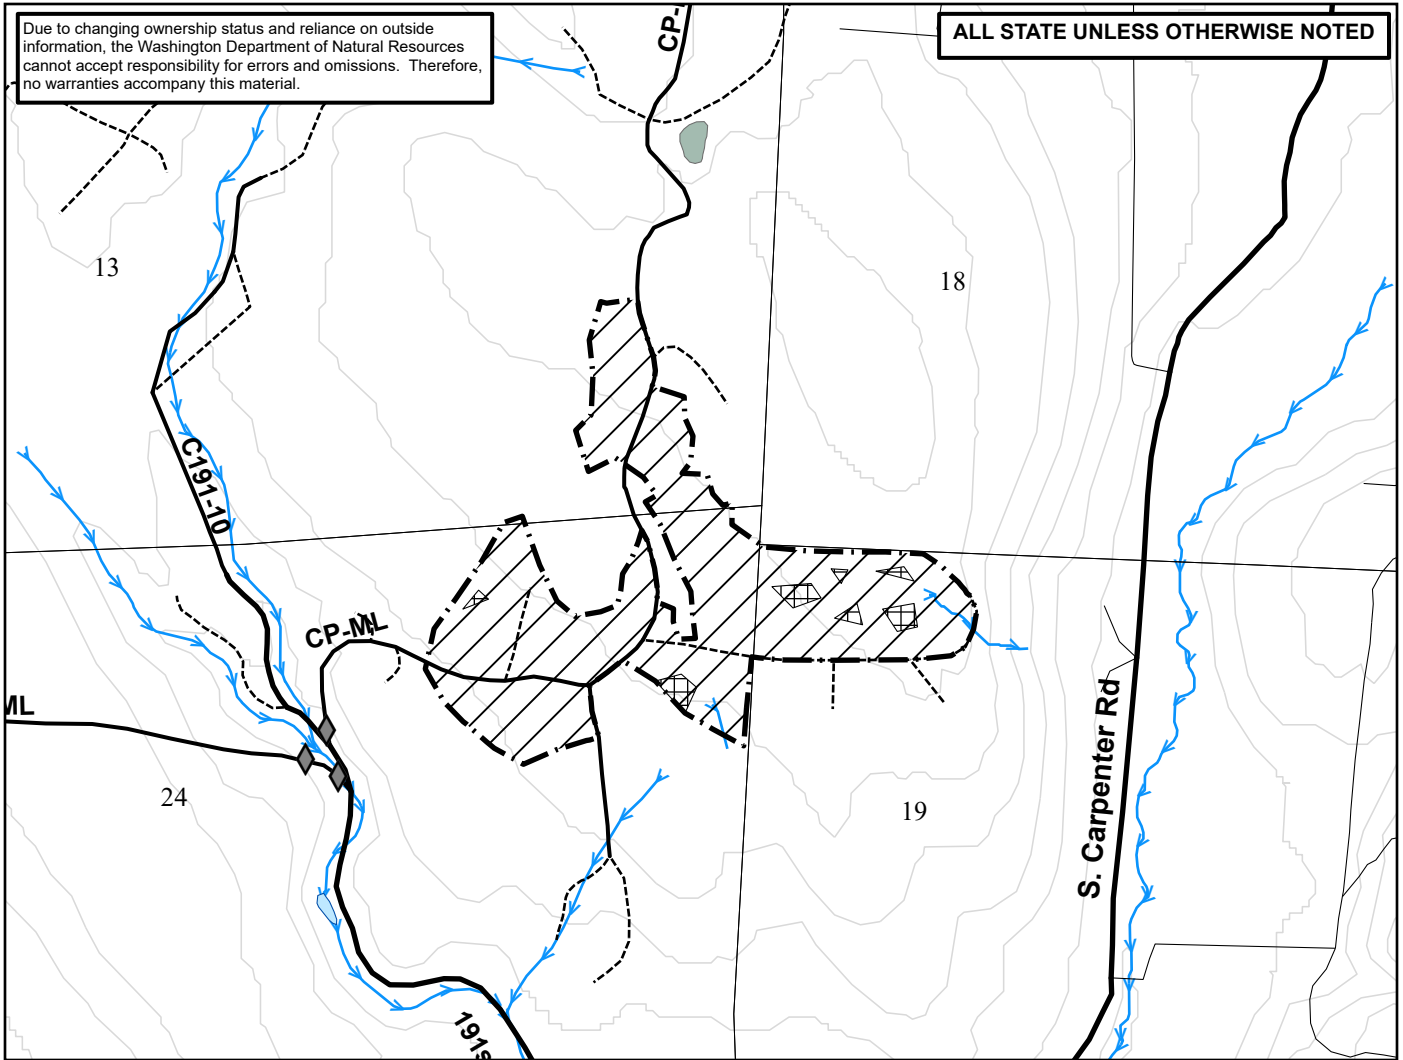 Due to changing ownership status and reliance on outside
information, the Washington Department of Natural Resources
cannot accept responsibility for errors and omissions.  Therefore,
no warranties accompany this material.
ALL STATE UNLESS OTHERWISE NOTED
CP-
13
18
C191-10
CP-ML
ML
S. Carpenter Rd
24
19
191